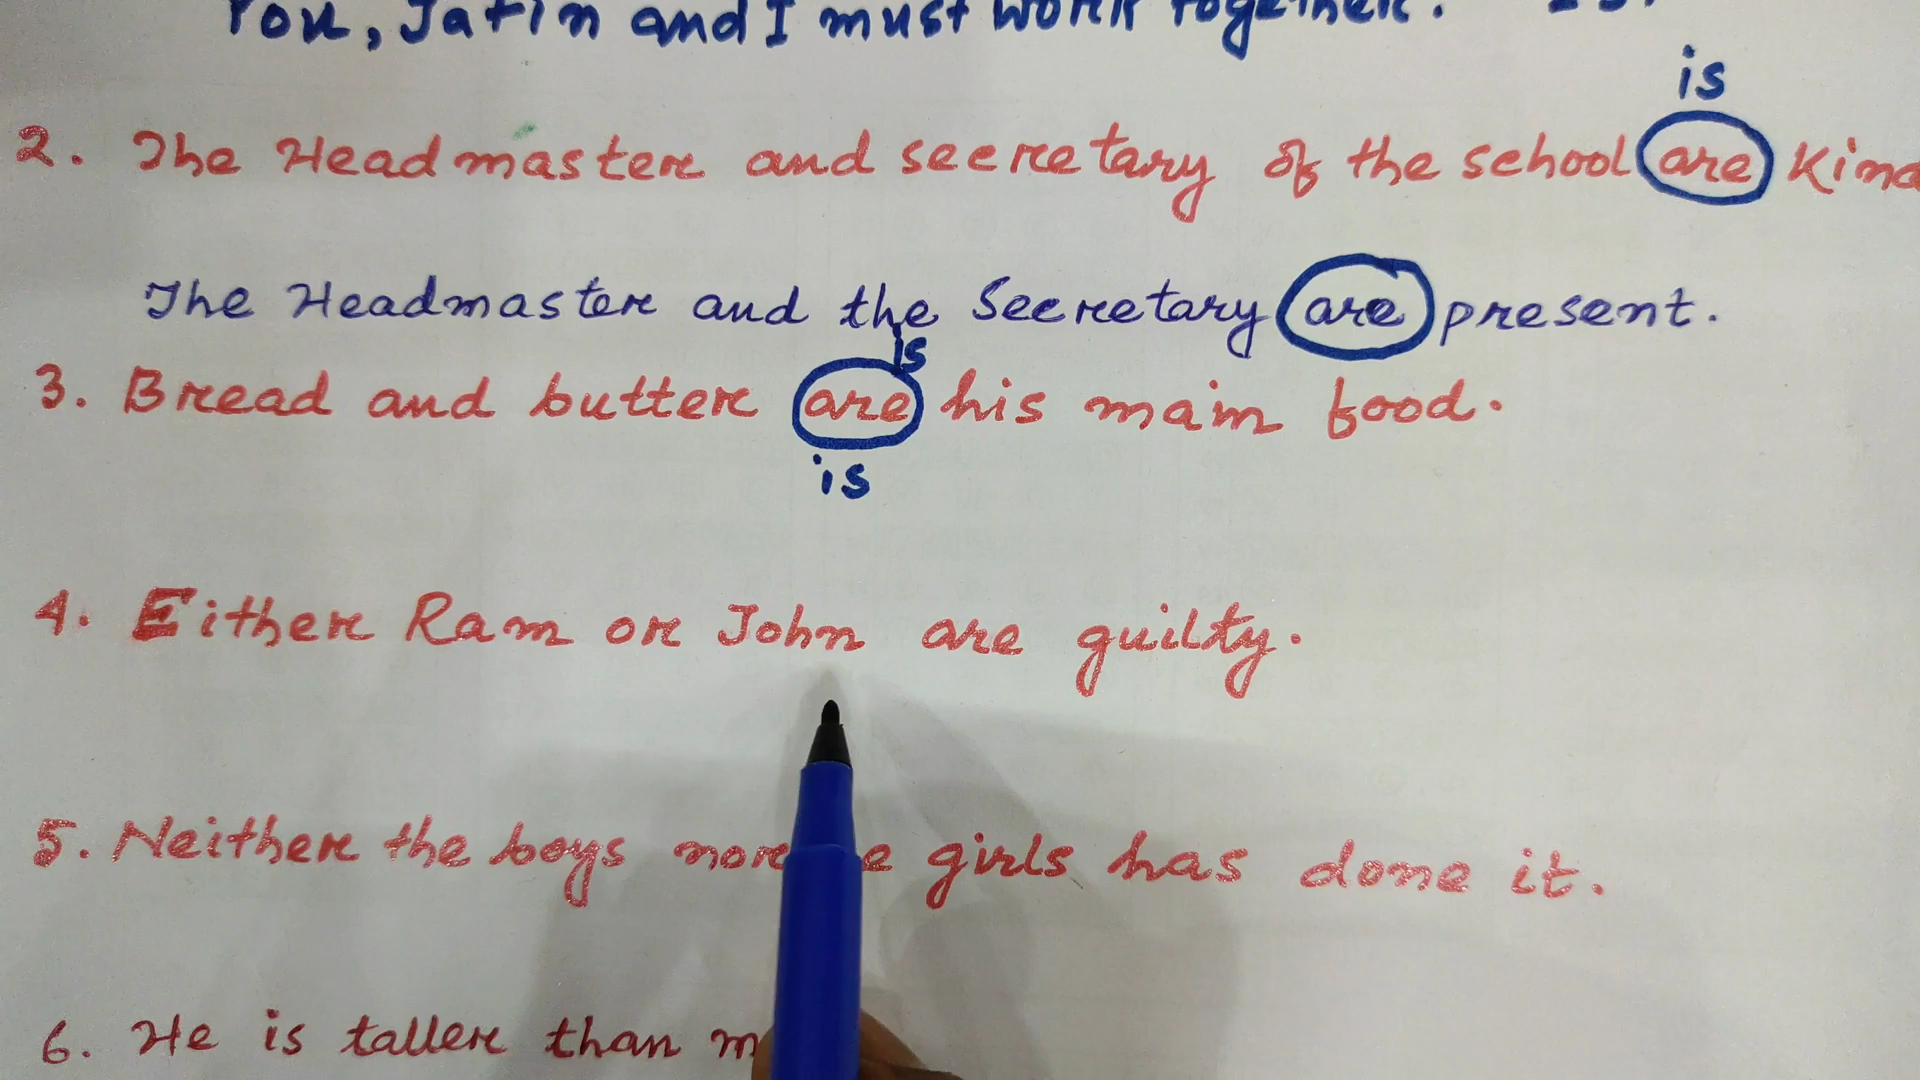 You, Jatin and I must work together.
is
2. The Headmaster and secretary of the school are kind
The Headmaster and the Secretary are present.
is
3. Bread and butter are his main food.
is
4. Either Ram or John are guilty.
5. Neither the boys nor girls has done it.
6. He is taller than